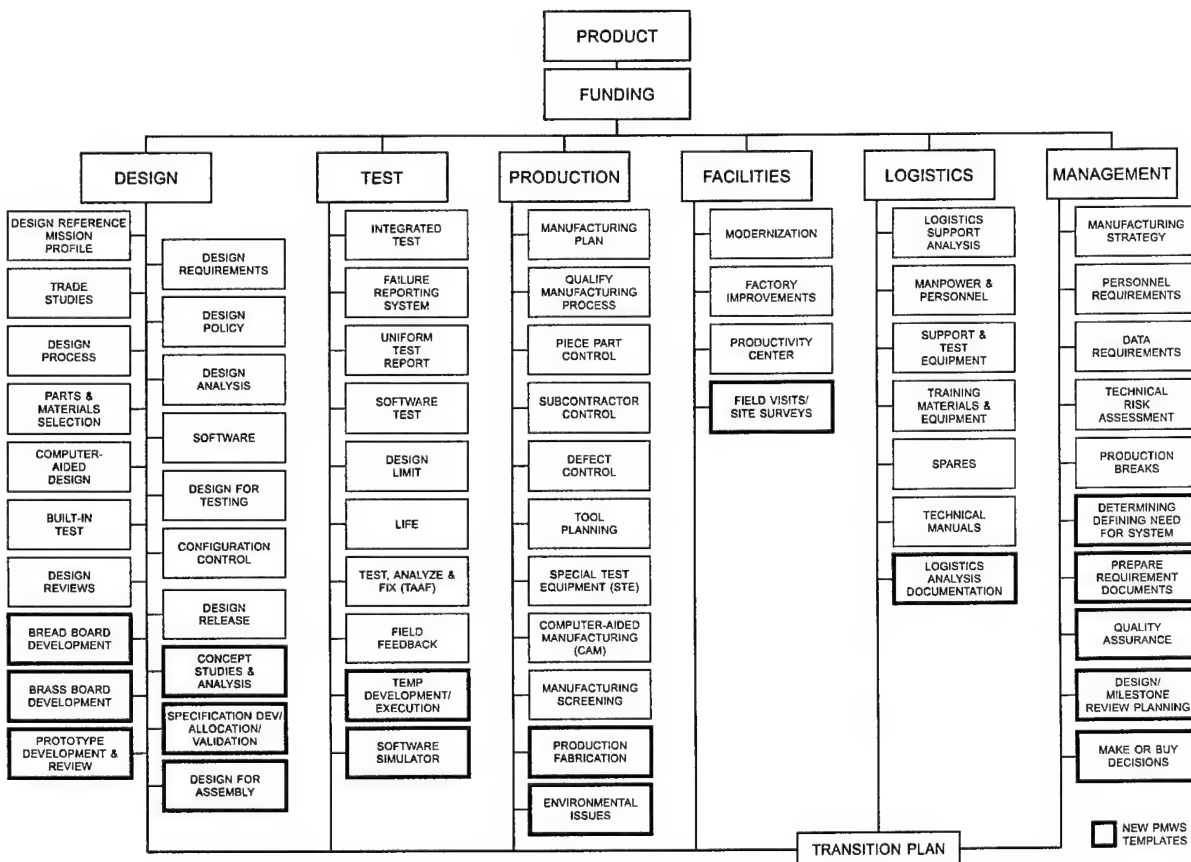 PRODUCT
FUNDING
DESIGN
TEST
PRODUCTION
FACILITIES
LOGISTICS
MANAGEMENT
DESIGN REFERENCE
MISSION
PROFILE
TRADE
STUDIES
DESIGN
PROCESS
PARTS &
MATERIALS
SELECTION
COMPUTER-
AIDED
DESIGN
BUILT-IN
TEST
DESIGN
REVIEWS
BREAD BOARD
DEVELOPMENT
BRASS BOARD
DEVELOPMENT
PROTOTYPE
DEVELOPMENT &
REVIEW
DESIGN
REQUIREMENTS
DESIGN
POLICY
DESIGN
ANALYSIS
SOFTWARE
DESIGN FOR
TESTING
CONFIGURATION
CONTROL
DESIGN
RELEASE
CONCEPT
STUDIES &
ANALYSIS
SPECIFICATION DEV/
ALLOCATION/
VALIDATION
DESIGN FOR
ASSEMBLY
INTEGRATED
TEST
FAILURE
REPORTING
SYSTEM
UNIFORM
TEST
REPORT
SOFTWARE
TEST
DESIGN
LIMIT
LIFE
TEST, ANALYZE &
FIX (TAAF)
FIELD
FEEDBACK
TEMP
DEVELOPMENT/
EXECUTION
SOFTWARE
SIMULATOR
MANUFACTURING
PLAN
QUALIFY
MANUFACTURING
PROCESS
PIECE PART
CONTROL
SUBCONTRACTOR
CONTROL
DEFECT
CONTROL
TOOL
PLANNING
SPECIAL TEST
EQUIPMENT (STE)
COMPUTER-AIDED
MANUFACTURING
(CAM)
MANUFACTURING
SCREENING
PRODUCTION
FABRICATION
ENVIRONMENTAL
ISSUES
MODERNIZATION
FACTORY
IMPROVEMENTS
PRODUCTIVITY
CENTER
FIELD VISITS/
SITE SURVEYS
LOGISTICS
SUPPORT
ANALYSIS
MANPOWER &
PERSONNEL
SUPPORT &
TEST
EQUIPMENT
TRAINING
MATERIALS &
EQUIPMENT
SPARES
TECHNICAL
MANUALS
LOGISTICS
ANALYSIS
DOCUMENTATION
MANUFACTURING
STRATEGY
PERSONNEL
REQUIREMENTS
DATA
REQUIREMENTS
TECHNICAL
RISK
ASSESSMENT
PRODUCTION
BREAKS
DETERMINING
DEFINING NEED
FOR SYSTEM
PREPARE
REQUIREMENT
DOCUMENTS
QUALITY
ASSURANCE
DESIGN/
MILESTONE
REVIEW PLANNING
MAKE OR BUY
DECISIONS
NEW PMWS
TEMPLATES
TRANSITION PLAN